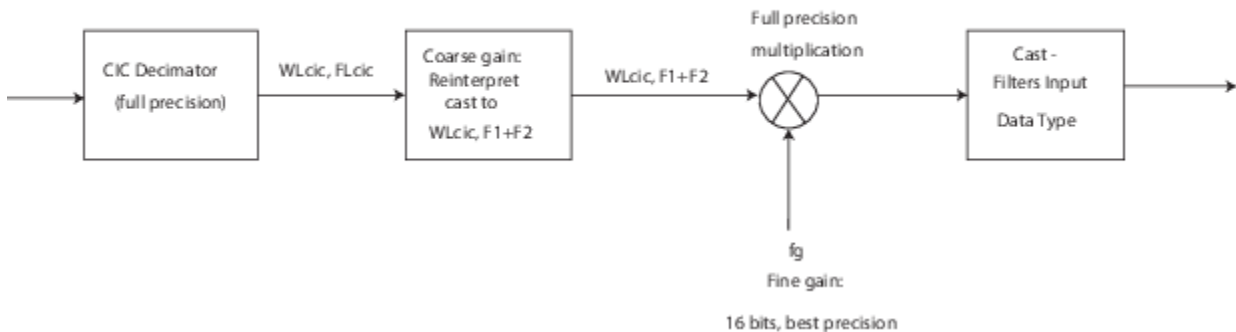 CIC Decimator
(full precision)
WLcic, FLcic
Coarse gain:
Reinterpret
cast to
WLcic, F1+F2
WLcic, F1+F2
Full precision
multiplication
fg
Fine gain:
16 bits, best precision
Cast -
Filters Input
Data Type